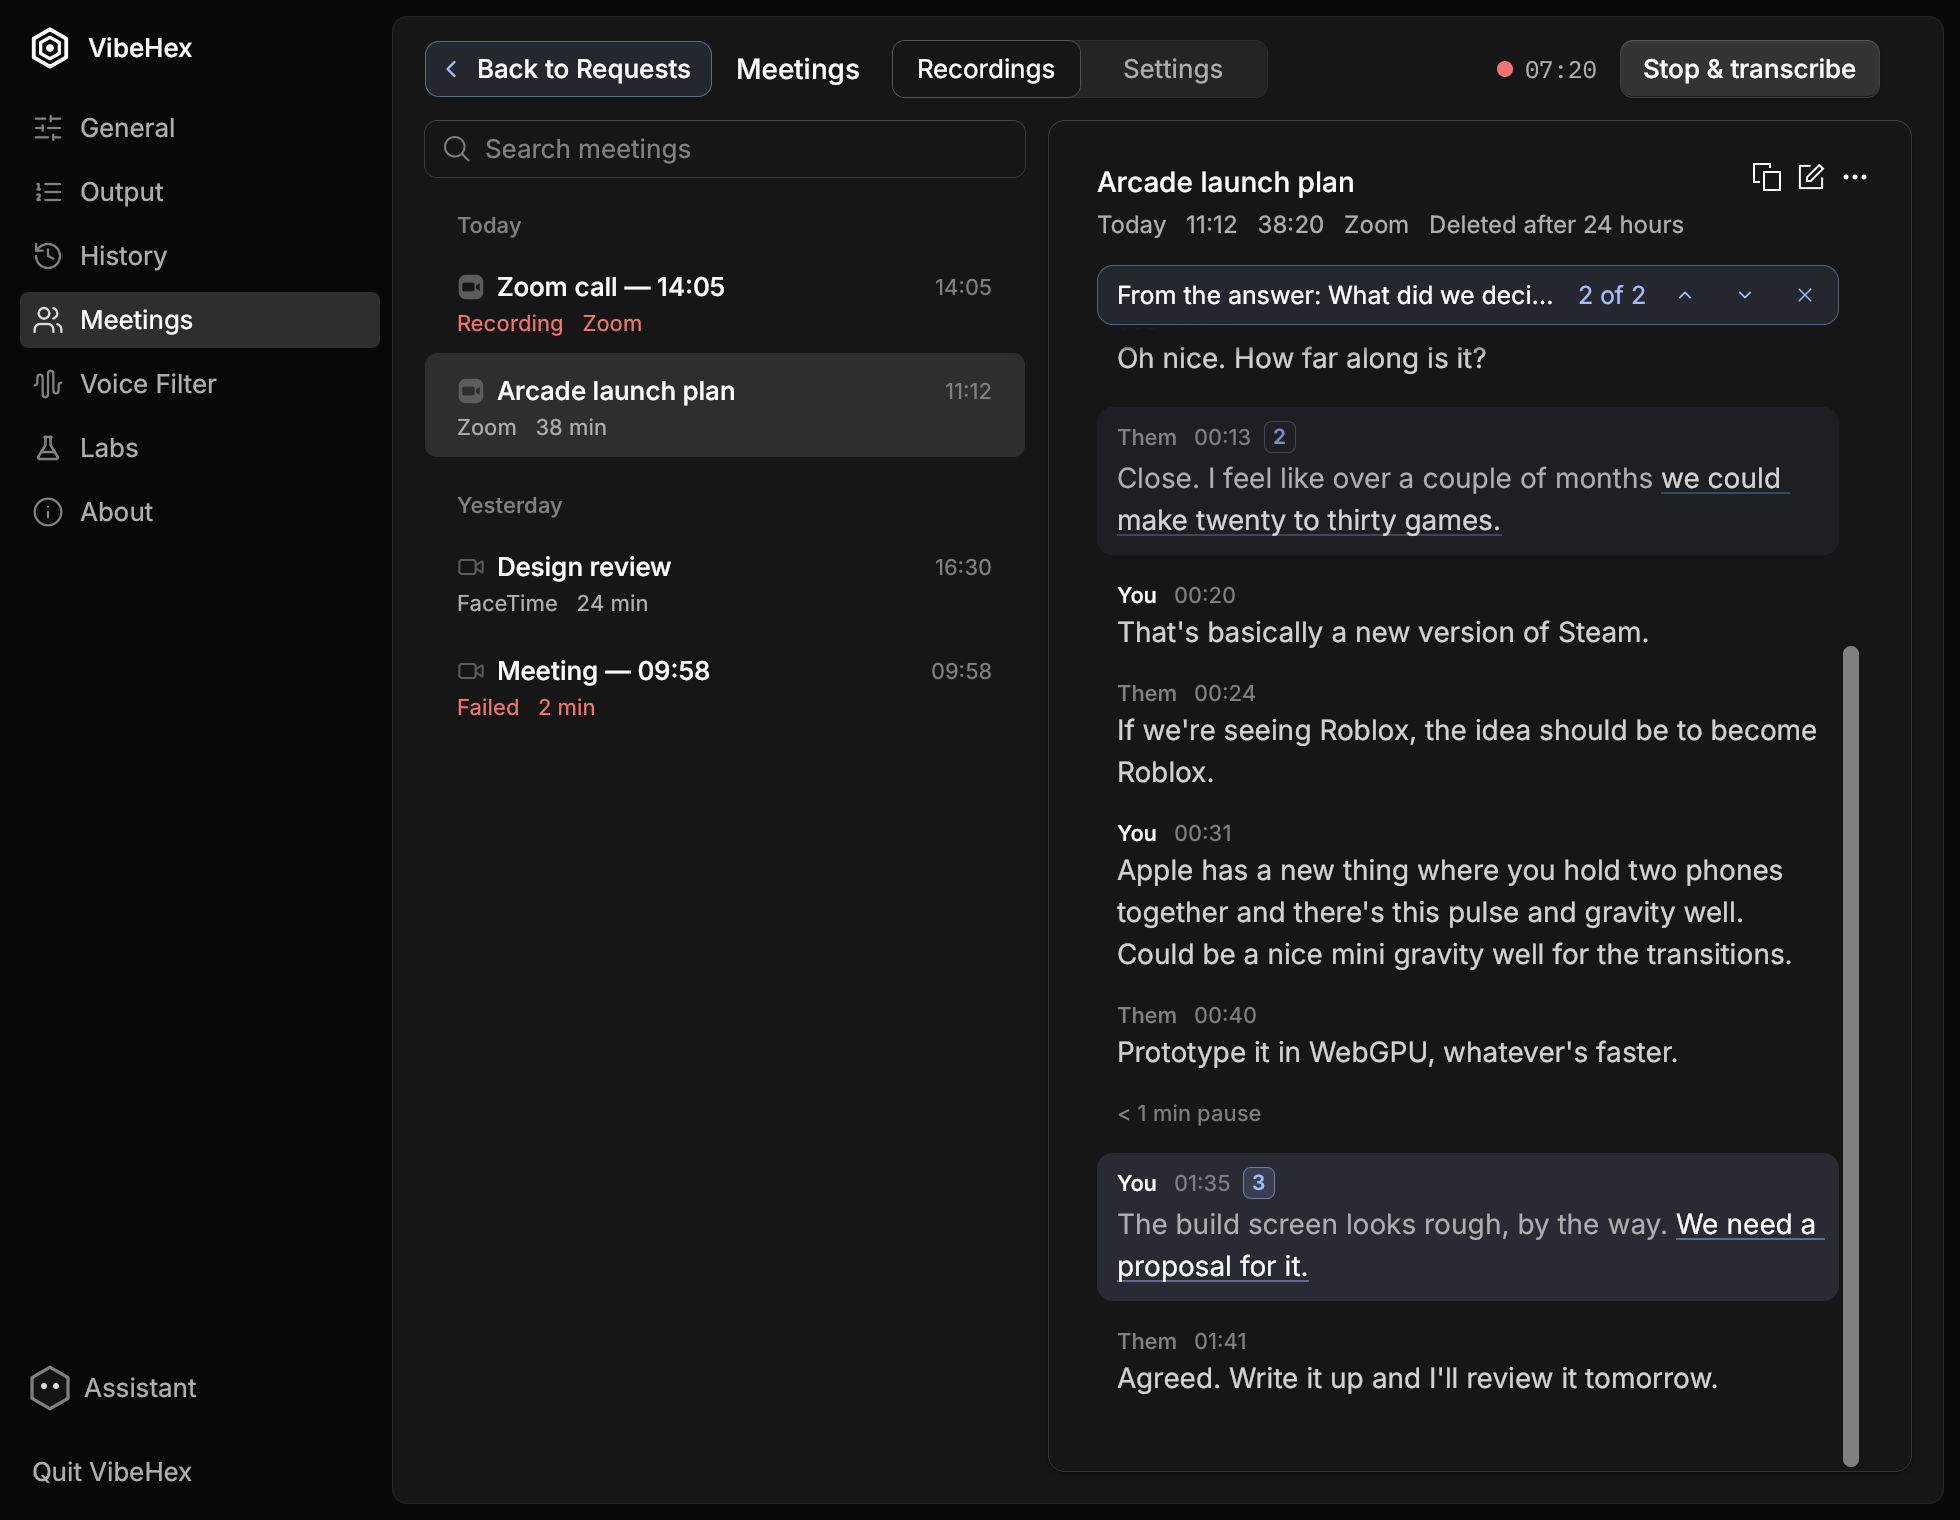 VibeHex
General
Output
History
Meetings
Voice Filter
Labs
About
Assistant
Quit VibeHex
Back to Requests
Meetings
Recordings
Settings
07:20
Stop & transcribe
Search meetings
Today
Zoom call — 14:05
14:05
Recording Zoom
Arcade launch plan
11:12
Zoom 38 min
Yesterday
Design review
16:30
FaceTime 24 min
Meeting — 09:58
09:58
Failed 2 min
Arcade launch plan
Today 11:12 38:20 Zoom Deleted after 24 hours
From the answer: What did we deci... 2 of 2
Oh nice. How far along is it?
Them 00:13 2
Close. I feel like over a couple of months we could
make twenty to thirty games.
You 00:20
That's basically a new version of Steam.
Them 00:24
If we're seeing Roblox, the idea should be to become
Roblox.
You 00:31
Apple has a new thing where you hold two phones
together and there's this pulse and gravity well.
Could be a nice mini gravity well for the transitions.
Them 00:40
Prototype it in WebGPU, whatever's faster.
< 1 min pause
You 01:35 3
The build screen looks rough, by the way. We need a
proposal for it.
Them 01:41
Agreed. Write it up and I'll review it tomorrow.